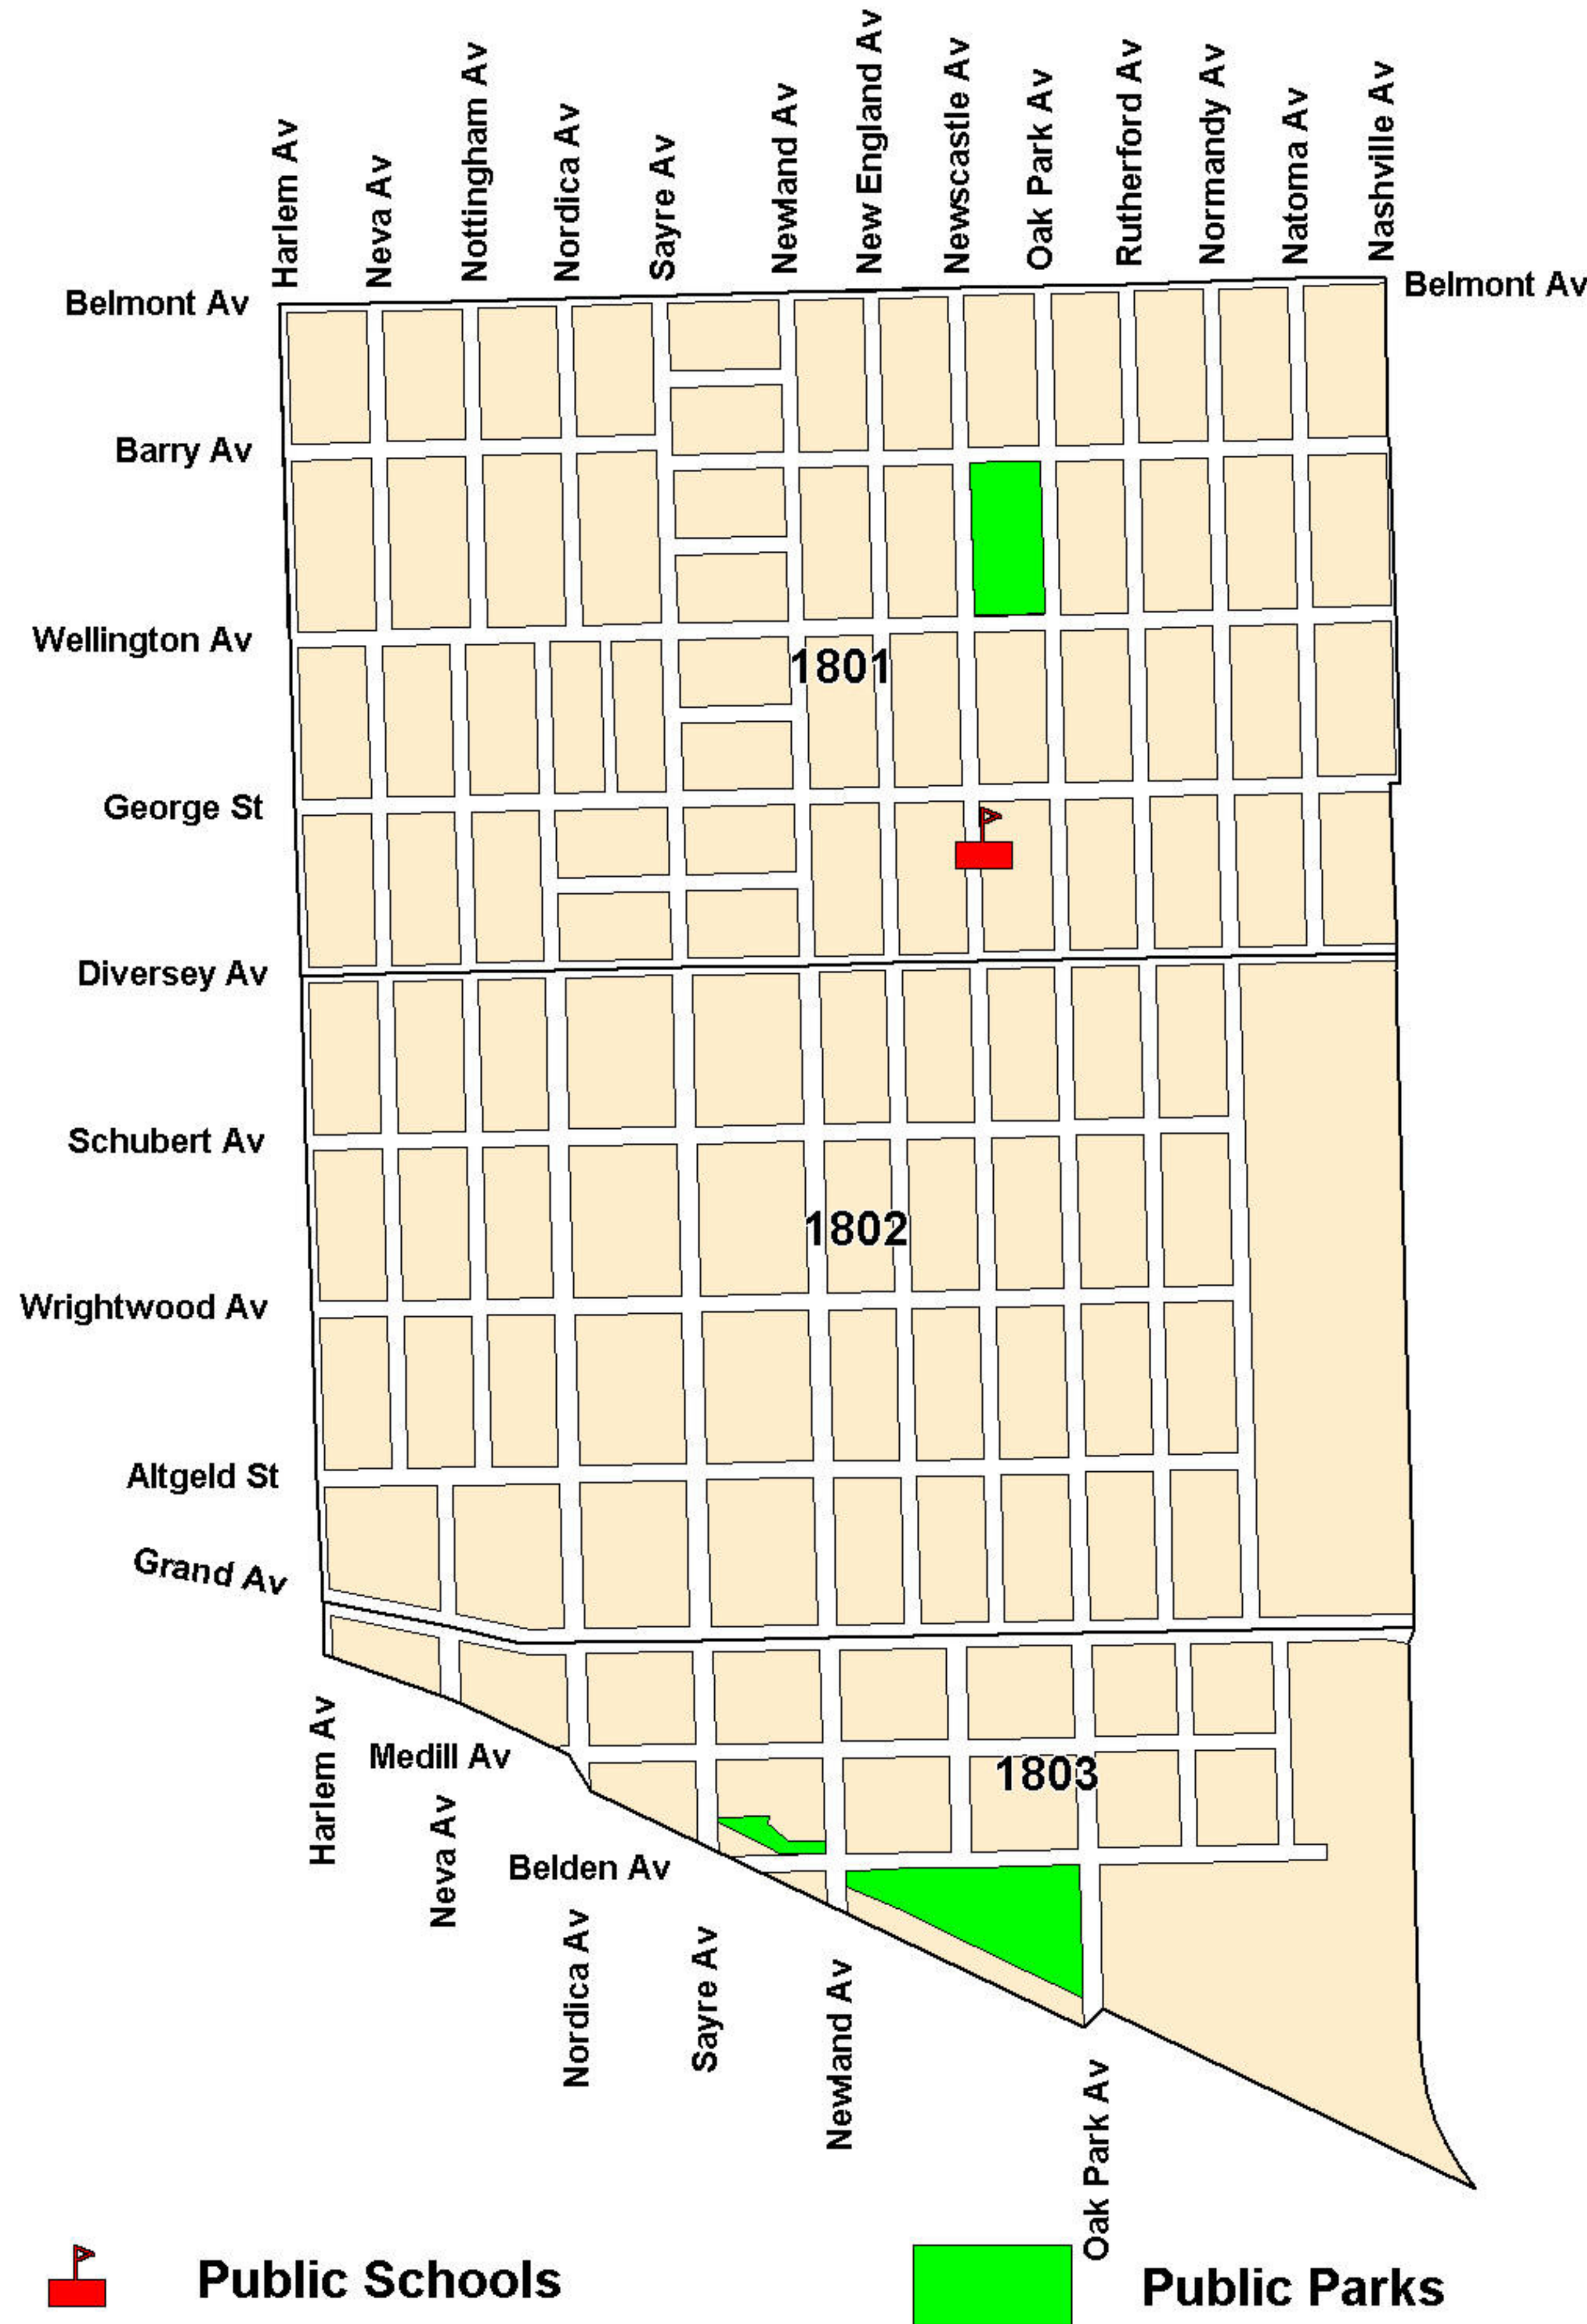 Harlem Av
Neva Av
Nottingham Av
Nordica Av
Sayre Av
Newland Av
New England Av
Newscastle Av
Oak Park Av
Rutherford Av
Normandy Av
Natoma Av
Nashville Av
Belmont Av
Belmont Av
Barry Av
Wellington Av
1801
George St
Diversey Av
Schubert Av
1802
Wrightwood Av
Altgeld St
Grand Av
Medill Av
1803
Belden Av
Harlem Av
Neva Av
Nordica Av
Sayre Av
Newland Av
Oak Park Av
Public Schools
Public Parks